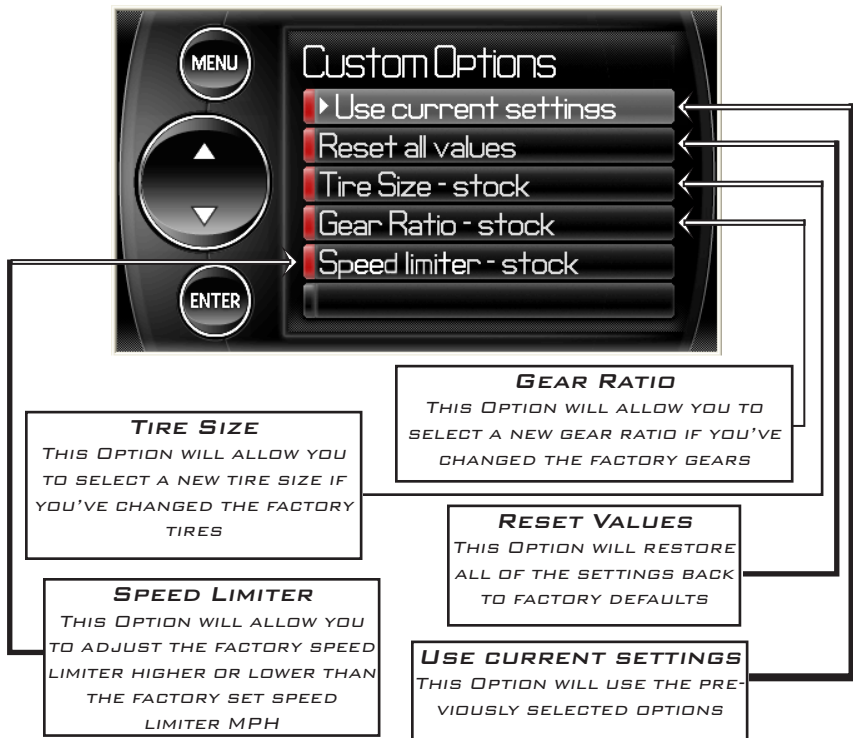 MENU
Custom Options
Use current settings
Reset all values
Tire Size - stock
Gear Ratio - stock
Speed limiter - stock
ENTER
Gear Ratio
This Option will allow you to
select a new gear ratio if you've
changed the factory gears
Tire Size
This Option will allow you
to select a new tire size if
you've changed the factory
tires
Reset Values
This Option will restore
all of the settings back
to factory defaults
Speed Limiter
This Option will allow you
to adjust the factory speed
limiter higher or lower than
the factory set speed
limiter MPH
Use current settings
This Option will use the pre-
viously selected options